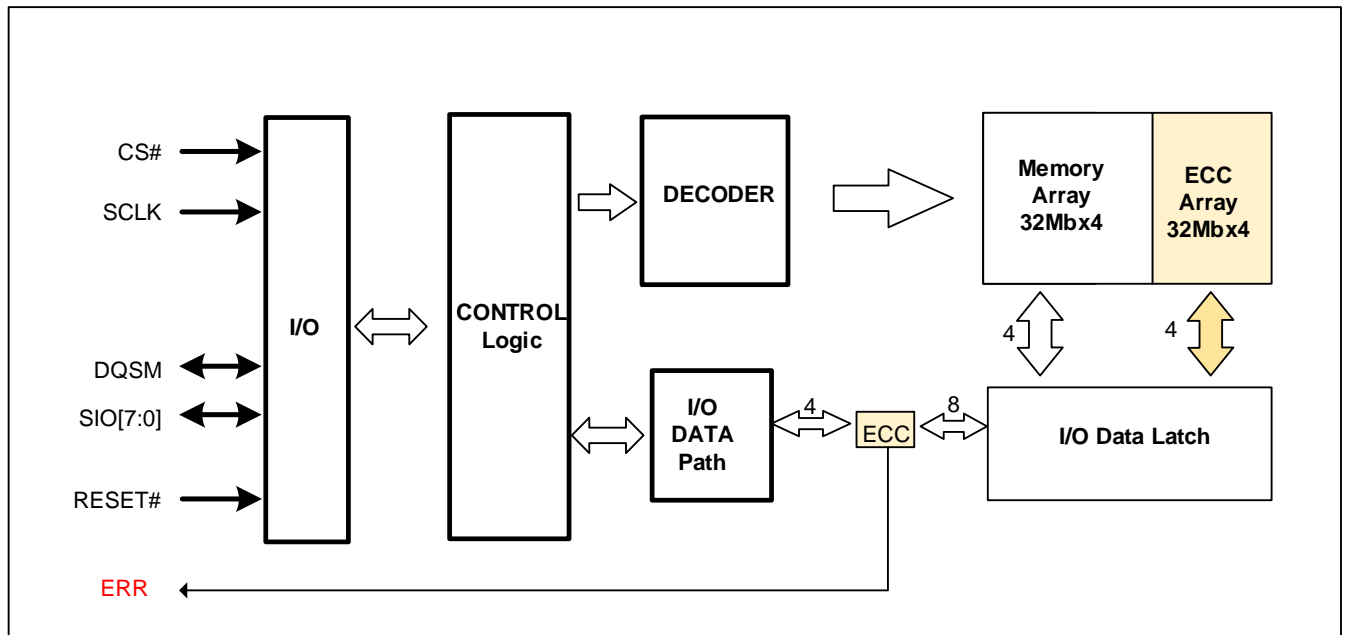 CS#
SCLK
DQSM
SIO[7:0]
RESET#
ERR
I/O
CONTROL
Logic
DECODER
I/O
DATA
Path
4
ECC
8
Memory
Array
32Mbx4
ECC
Array
32Mbx4
4
4
I/O Data Latch